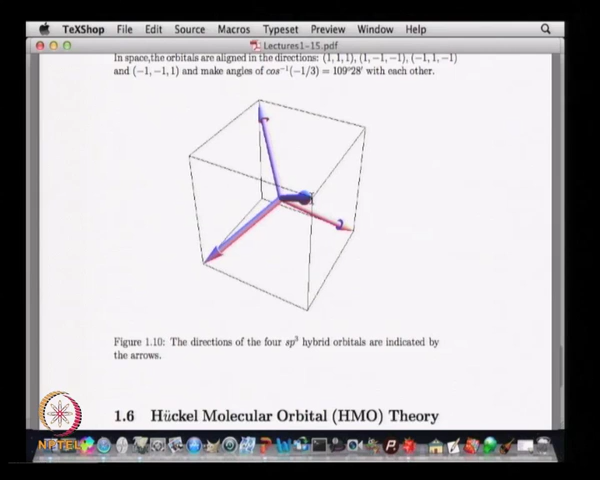 TeXShop File Edit Source Macros Typeset Preview Window Help
Lectures1-15.pdf
In space,the orbitals are aligned in the directions: (1, 1, 1), (1, −1, −1), (−1, 1, −1)
and (−1, −1, 1) and make angles of cos⁻¹(−1/3) = 109°28′ with each other.
Figure 1.10: The directions of the four sp³ hybrid orbitals are indicated by
the arrows.
1.6 Hückel Molecular Orbital (HMO) Theory
NPTEL